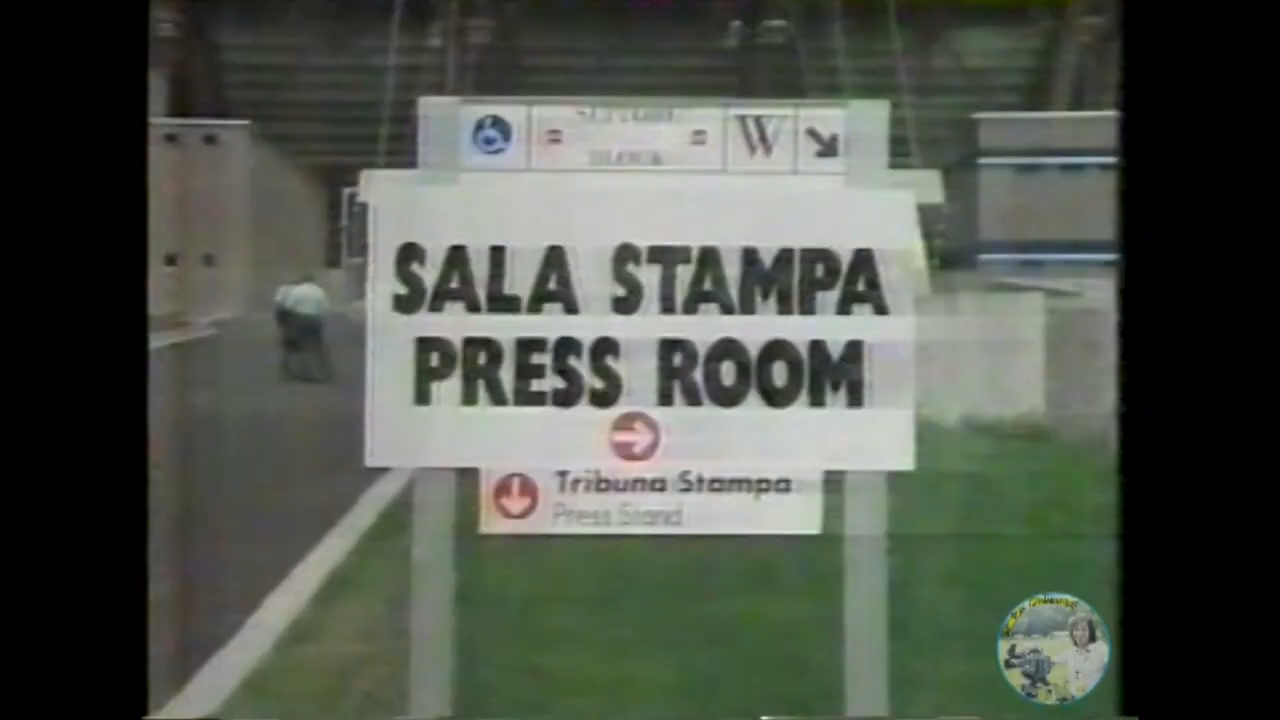 W
SALA STAMPA
PRESS ROOM
Tribuna Stampa
Press Stand